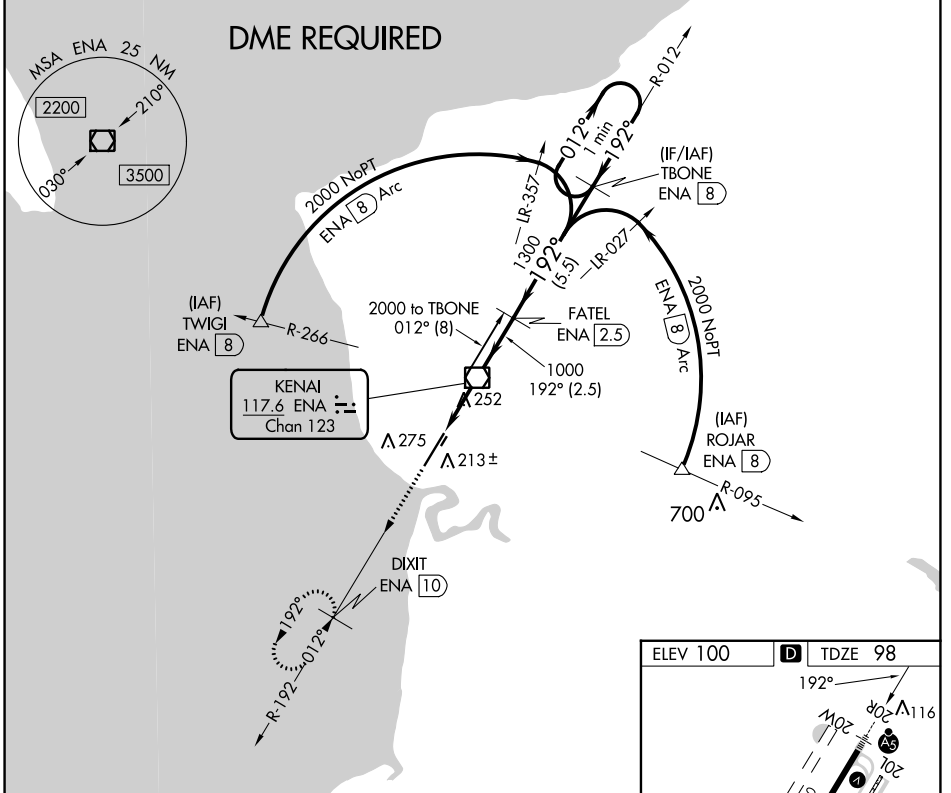 DME REQUIRED
MSA ENA 25 NM
2200
210°
030°
3500
R-012
012°
1 min
192°
(IF/IAF)
TBONE
ENA 8
2000 NoPT
ENA 8 Arc
LR-357
1300
192°
(5.5)
LR-027
2000 NoPT
ENA 8 Arc
(IAF)
TWIGI
ENA 8
R-266
2000 to TBONE
012° (8)
FATEL
ENA 2.5
1000
192° (2.5)
KENAI
117.6 ENA
Chan 123
252
275
213±
(IAF)
ROJAR
ENA 8
R-095
700
DIXIT
ENA 10
192°
012°
R-192
ELEV 100
D
TDZE 98
192°
20W
20R
116
A5
20L